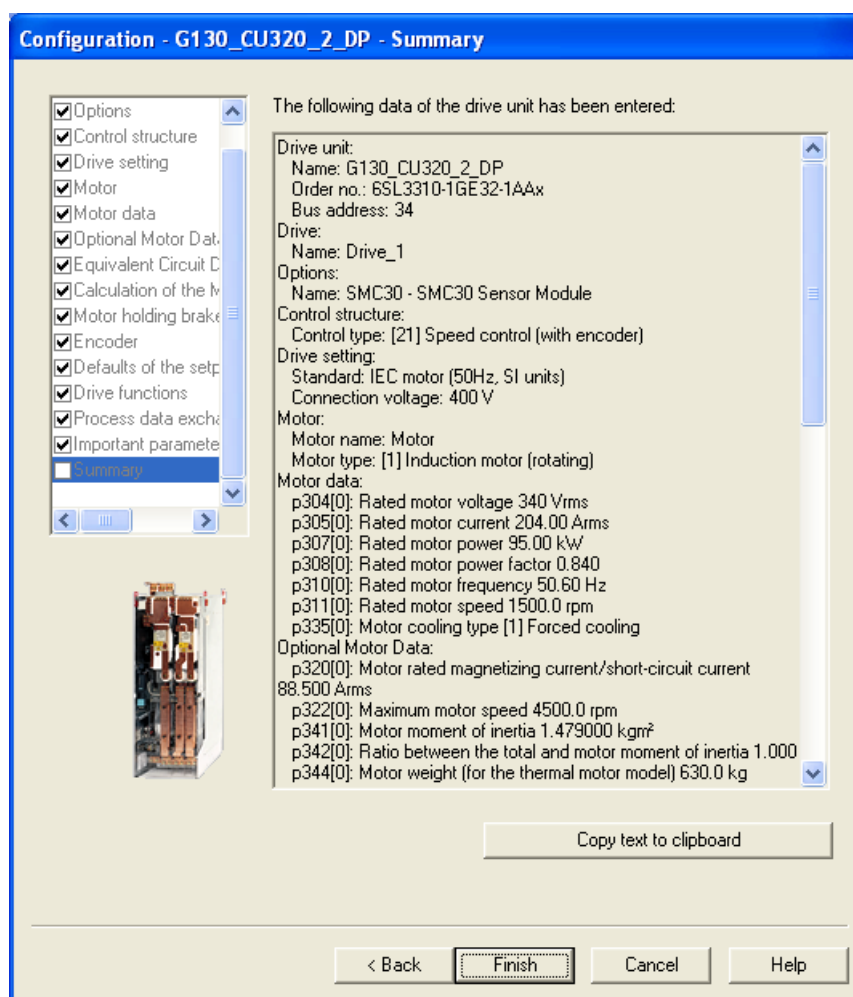 Configuration - G130_CU320_2_DP - Summary
Options
Control structure
Drive setting
Motor
Motor data
Optional Motor Dat
Equivalent Circuit D
Calculation of the M
Motor holding brake
Encoder
Defaults of the setp
Drive functions
Process data excha
Important paramete
Summary
The following data of the drive unit has been entered:
Drive unit:
Name: G130_CU320_2_DP
Order no.: 6SL3310-1GE32-1AAx
Bus address: 34
Drive:
Name: Drive_1
Options:
Name: SMC30 - SMC30 Sensor Module
Control structure:
Control type: [21] Speed control (with encoder)
Drive setting:
Standard: IEC motor (50Hz, SI units)
Connection voltage: 400 V
Motor:
Motor name: Motor
Motor type: [1] Induction motor (rotating)
Motor data:
p304[0]: Rated motor voltage 340 Vrms
p305[0]: Rated motor current 204.00 Arms
p307[0]: Rated motor power 95.00 kW
p308[0]: Rated motor power factor 0.840
p310[0]: Rated motor frequency 50.60 Hz
p311[0]: Rated motor speed 1500.0 rpm
p335[0]: Motor cooling type [1] Forced cooling
Optional Motor Data:
p320[0]: Motor rated magnetizing current/short-circuit current
88.500 Arms
p322[0]: Maximum motor speed 4500.0 rpm
p341[0]: Motor moment of inertia 1.479000 kgm²
p342[0]: Ratio between the total and motor moment of inertia 1.000
p344[0]: Motor weight (for the thermal motor model) 630.0 kg
Copy text to clipboard
< Back
Finish
Cancel
Help